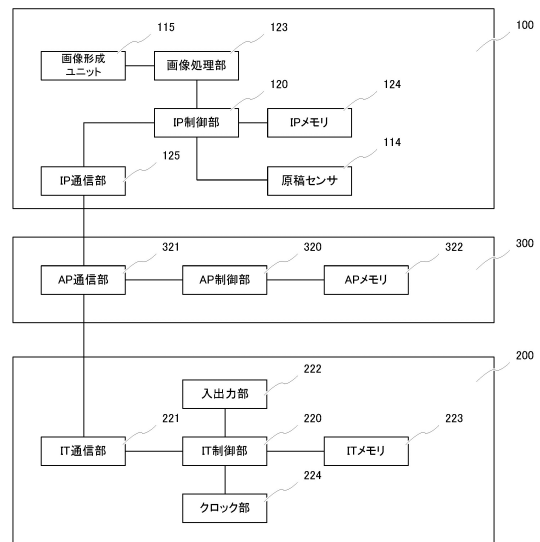 115
123
100
画像形成
ユニット
画像処理部
120
124
IP制御部
IPメモリ
125
114
IP通信部
原稿センサ
321
320
322
300
AP通信部
AP制御部
APメモリ
222
200
入出力部
221
220
223
IT通信部
IT制御部
ITメモリ
224
クロック部